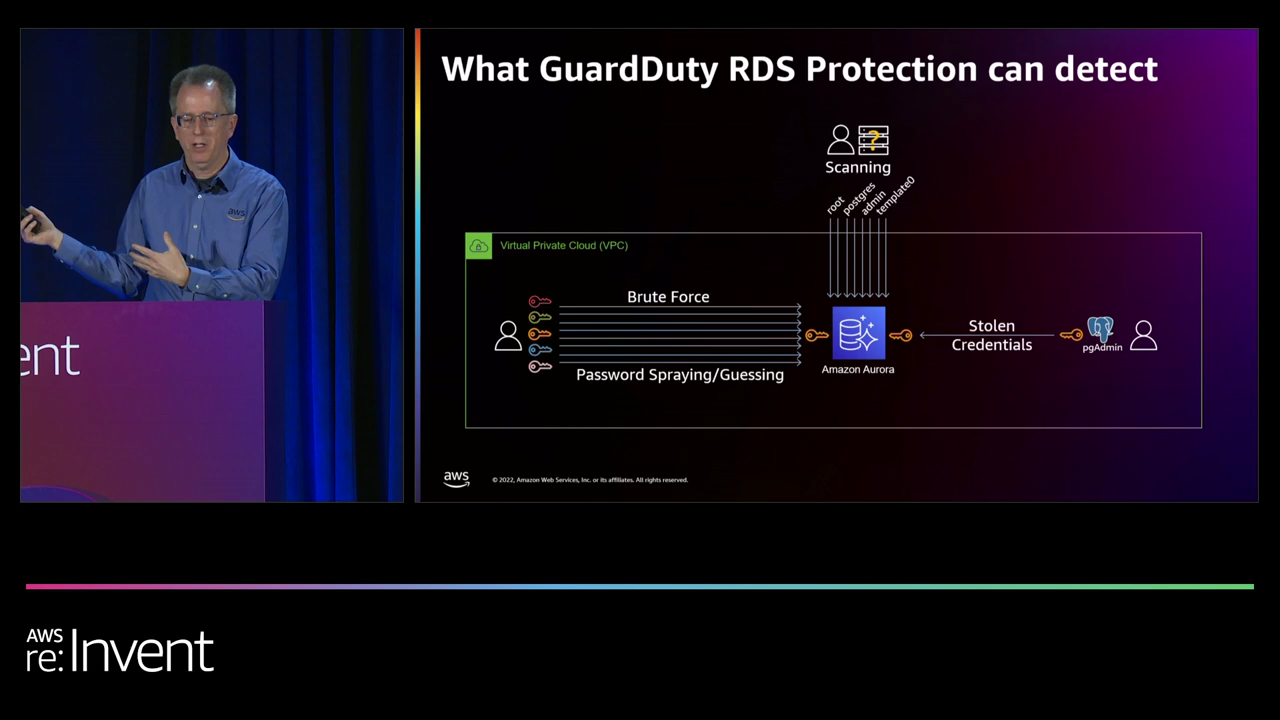 What GuardDuty RDS Protection can detect
Scanning
root
postgres
admin
template0
Virtual Private Cloud (VPC)
Brute Force
Password Spraying/Guessing
Amazon Aurora
Stolen
Credentials
pgAdmin
aws
© 2022, Amazon Web Services, Inc. or its affiliates. All rights reserved.
aws
ent
AWS
re:Invent